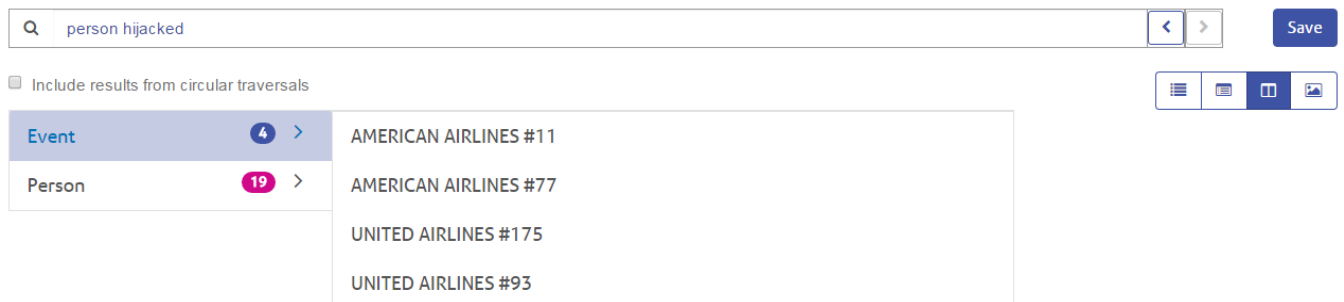 person hijacked
Save
Include results from circular traversals
Event 4
Person 19
AMERICAN AIRLINES #11
AMERICAN AIRLINES #77
UNITED AIRLINES #175
UNITED AIRLINES #93